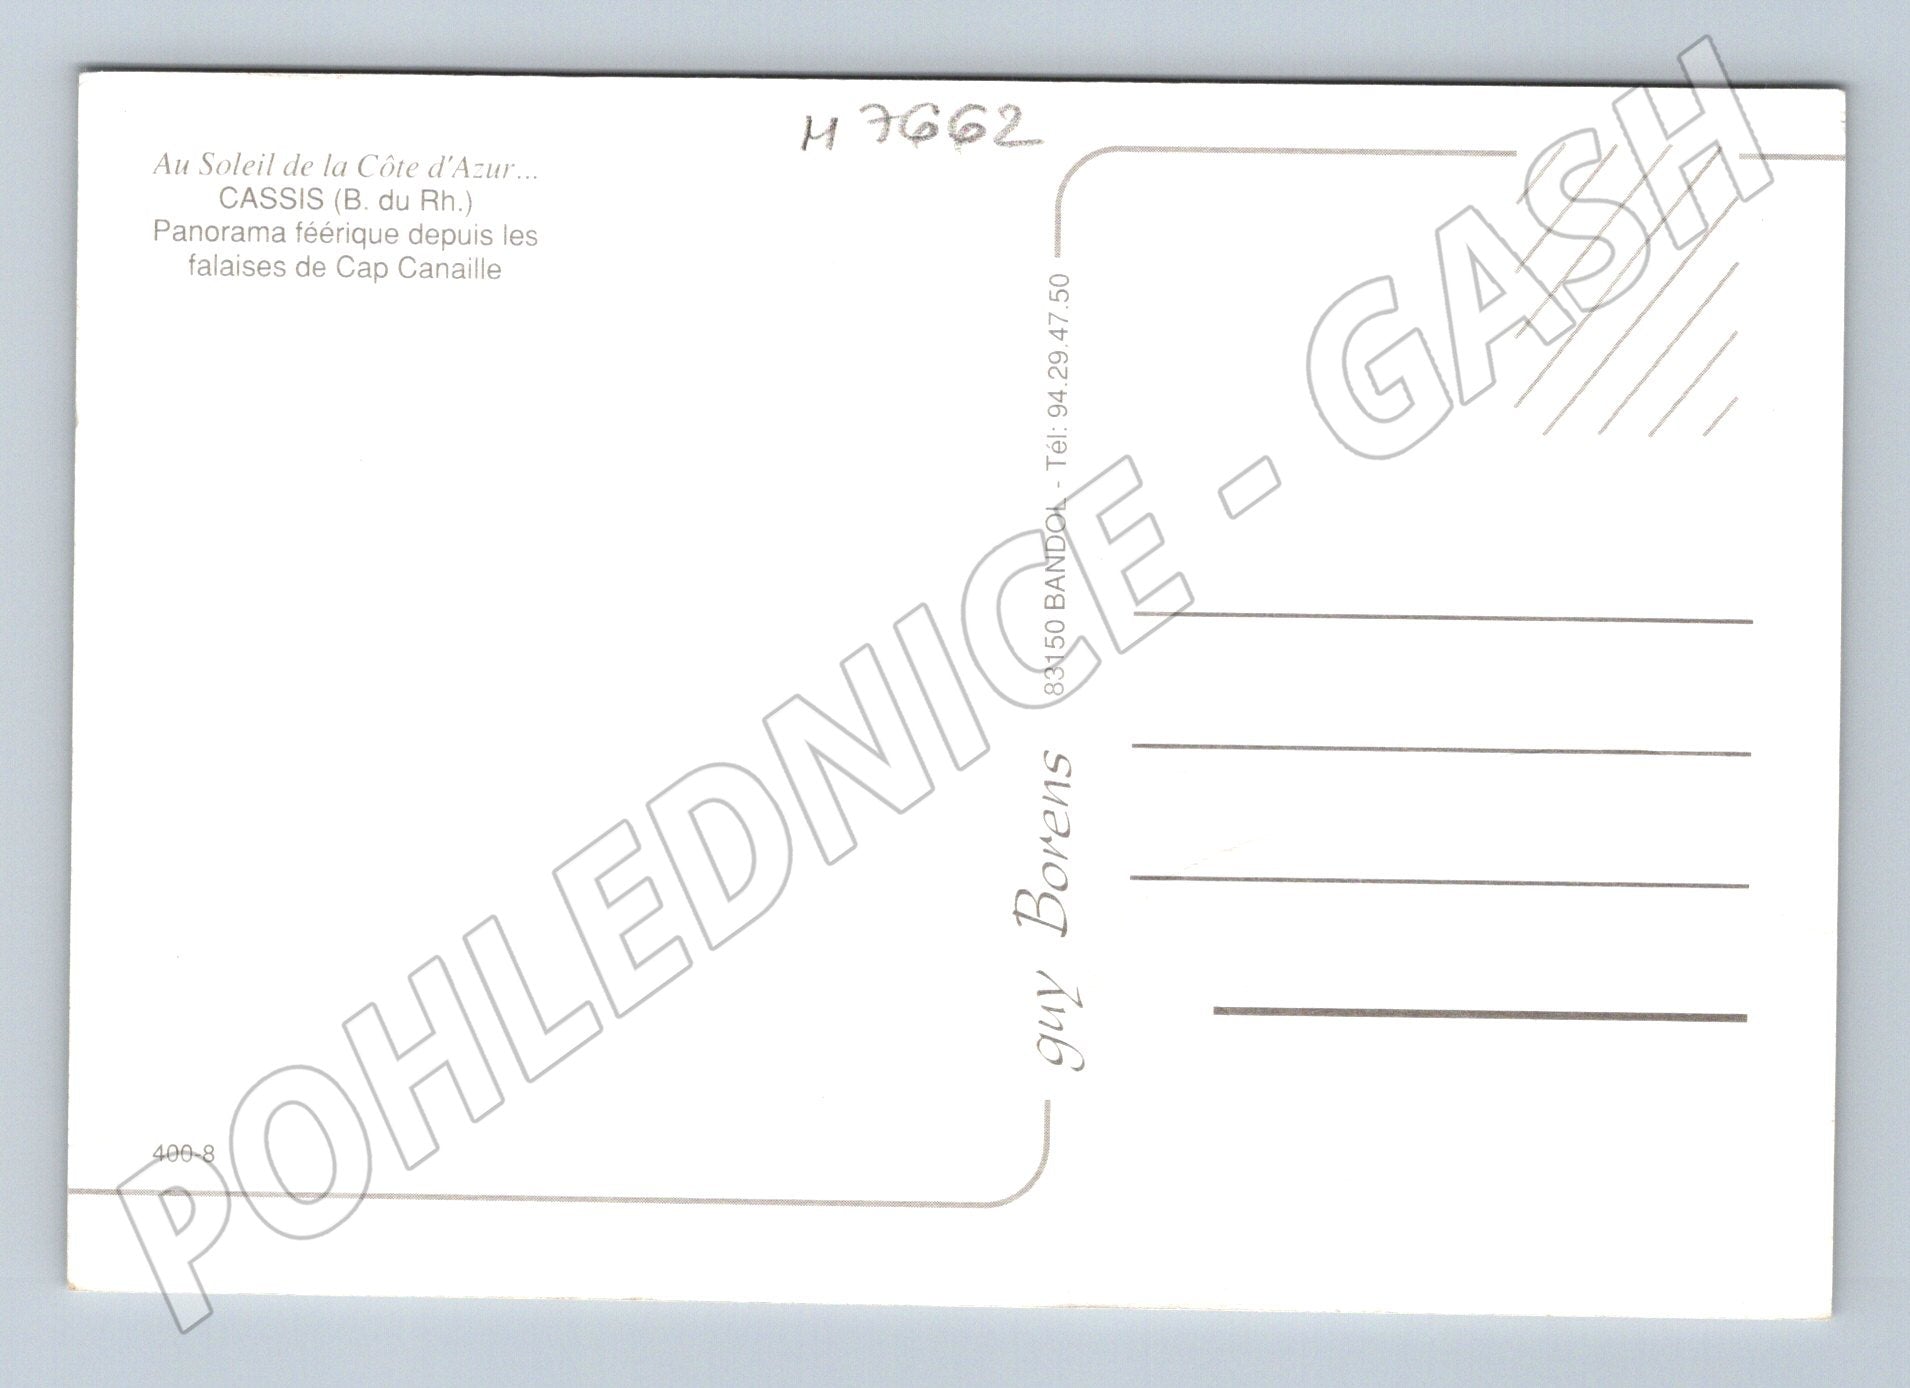 M 7662
Au Soleil de la Côte d'Azur...
CASSIS (B. du Rh.)
Panorama féérique depuis les
falaises de Cap Canaille
400-8
guy Borens 83150 BANDOL - Tél: 94.29.47.50
POHLEDNICE - GASH